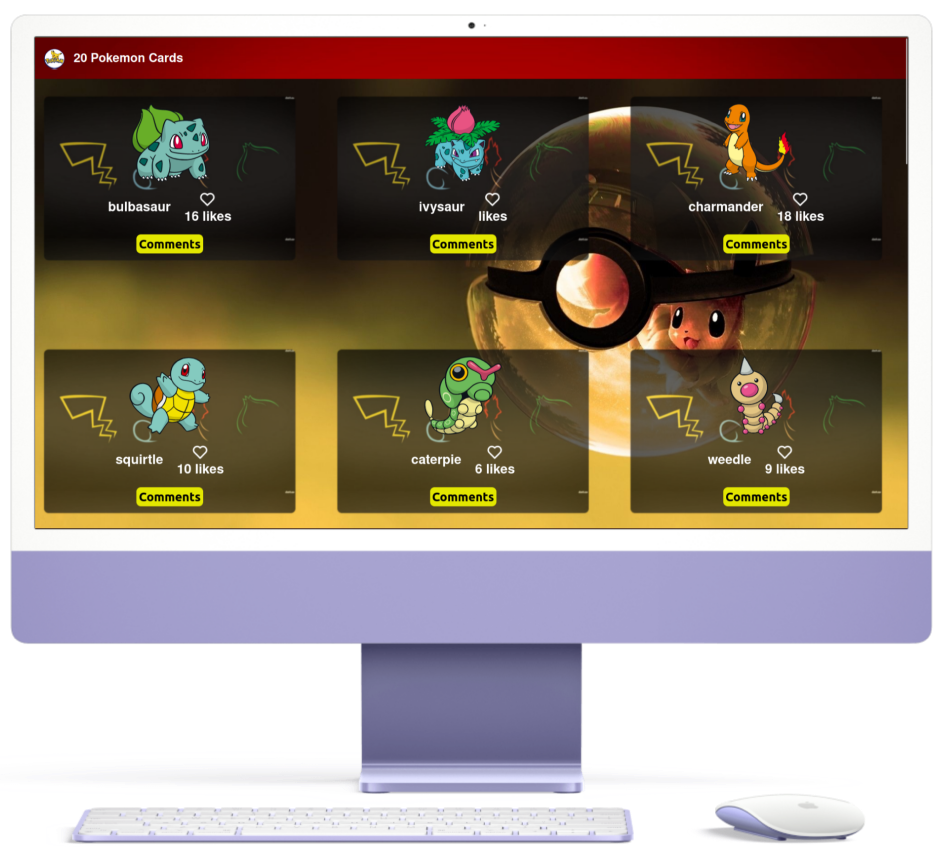 20 Pokemon Cards
bulbasaur
16 likes
Comments
ivysaur
likes
Comments
charmander
18 likes
Comments
squirtle
10 likes
Comments
caterpie
6 likes
Comments
weedle
9 likes
Comments